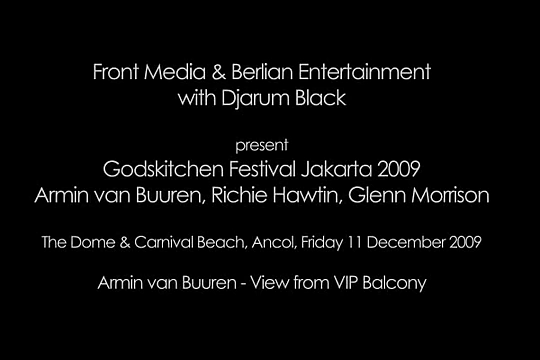 Front Media & Berlian Entertainment
with Djarum Black
present
Godskitchen Festival Jakarta 2009
Armin van Buuren, Richie Hawtin, Glenn Morrison
The Dome & Carnival Beach, Ancol, Friday 11 December 2009
Armin van Buuren - View from VIP Balcony